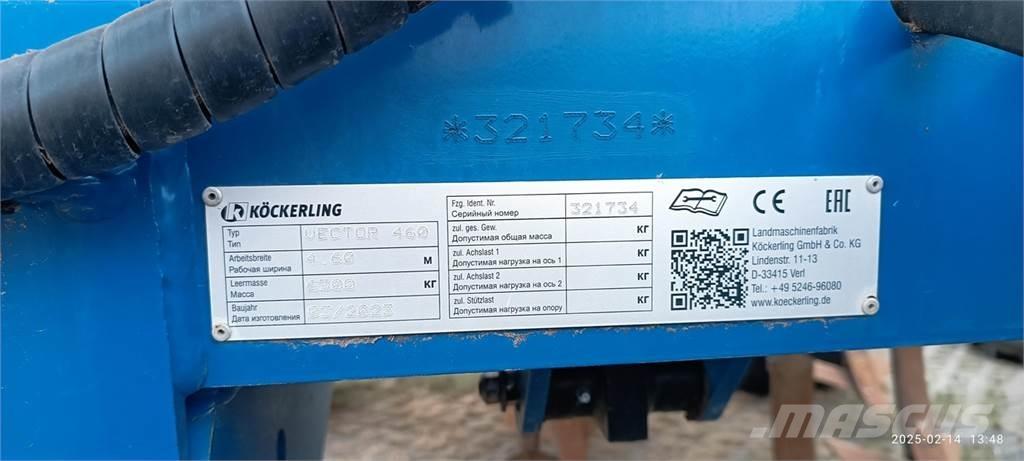 *321734*
KÖCKERLING
Typ
Тип
VECTOR 460
Arbeitsbreite
Рабочая ширина
4.60
М
Leermasse
Масса
КГ
Baujahr
Дата изготовления
Fzg. Ident. Nr.
Серийный номер
321734
zul. ges. Gew.
Допустимая общая масса
КГ
zul. Achslast 1
Допустимая нагрузка на ось 1
КГ
zul. Achslast 2
Допустимая нагрузка на ось 2
КГ
zul. Stützlast
Допустимая нагрузка на опору
КГ
CE
EAC
Landmaschinenfabrik
Köckerling GmbH & Co. KG
Lindenstr. 11-13
D-33415 Verl
Tel.: +49 5246-96080
www.koeckerling.de
MASCUS
2025-02-14 13:48